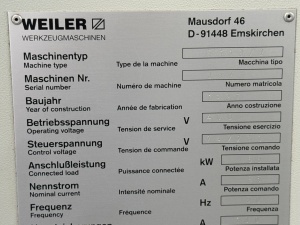 WEILER
WERKZEUGMASCHINEN
Mausdorf 46
D-91448 Emskirchen
Maschinentyp
Machine type
Type de la machine
Macchina tipo
Maschinen Nr.
Serial number
Numéro de machine
Numero matricola
Baujahr
Year of construction
Année de fabrication
Anno costruzione
Betriebsspannung
Operating voltage
Tension de service
V
Tensione esercizio
Steuerspannung
Control voltage
Tension de commande
V
Tensione comando
Anschlußleistung
Connected load
Puissance connectée
kW
Potenza installata
Nennstrom
Nominal current
Intensité nominale
A
Potenza comando
Frequenz
Frequency
Fréquence
Hz
Frequenza
A